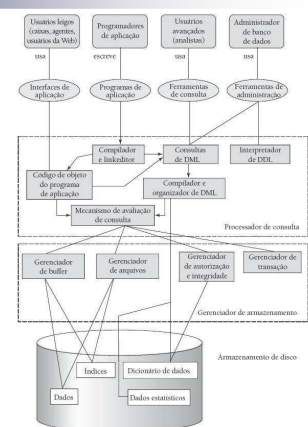 Usuários leigos
(caixas, agentes,
usuários da Web)
Programadores
de aplicação
Usuários
avançados
(analistas)
Administrador
de banco
de dados
usa
escreve
usa
usa
Interfaces de
aplicação
Programas de
aplicação
Ferramentas
de consulta
Ferramentas de
administração
Compilador
e linkeditor
Consultas
de DML
Interpretador
de DDL
Código de objeto
do programa
de aplicação
Compilador e
organizador de DML
Mecanismo de avaliação
de consulta
Processador de consulta
Gerenciador
de buffer
Gerenciador
de arquivos
Gerenciador
de autorização
e integridade
Gerenciador de
transação
Gerenciador de armazenamento
Armazenamento de disco
Índices
Dicionário de dados
Dados
Dados estatísticos